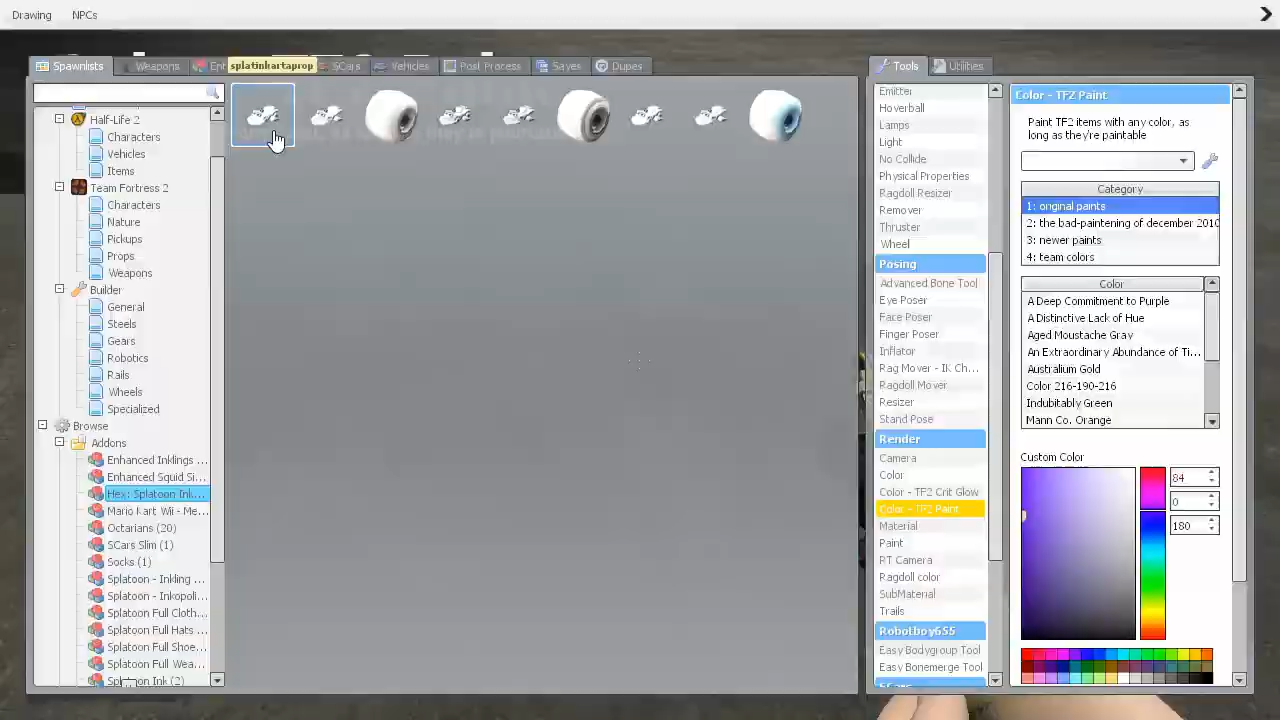 Drawing NPCs
Spawnlists Weapons Ent splatinkartaprop SCars Vehicles Post Process Saves Dupes
Tools Utilities
Half-Life 2
Characters
Vehicles
Items
Team Fortress 2
Characters
Nature
Pickups
Props
Weapons
Builder
General
Steels
Gears
Robotics
Rails
Wheels
Specialized
Browse
Addons
Enhanced Inklings ...
Enhanced Squid Si...
Hex: Splatoon Ink...
Mario Kart Wii - Me...
Octarians (20)
SCars Slim (1)
Socks (1)
Splatoon - Inkling ...
Splatoon - Inkopoli...
Splatoon Full Cloth...
Splatoon Full Hats ...
Splatoon Full Shoe...
Splatoon Full Wea...
Splatoon Ink (2)
Emitter
Hoverball
Lamps
Light
No Collide
Physical Properties
Ragdoll Resizer
Remover
Thruster
Wheel
Posing
Advanced Bone Tool
Eye Poser
Face Poser
Finger Poser
Inflator
Rag Mover - IK Ch...
Ragdoll Mover
Resizer
Stand Pose
Render
Camera
Color
Color - TF2 Crit Glow
Color - TF2 Paint
Material
Paint
RT Camera
Ragdoll color
SubMaterial
Trails
Robotboy655
Easy Bodygroup Tool
Easy Bonemerge Tool
SCars
Color - TF2 Paint
Paint TF2 items with any color, as
long as they're paintable
Category
1: original paints
2: the bad-paintening of december 2010
3: newer paints
4: team colors
Color
A Deep Commitment to Purple
A Distinctive Lack of Hue
Aged Moustache Gray
An Extraordinary Abundance of Ti...
Australium Gold
Color 216-190-216
Indubitably Green
Mann Co. Orange
Custom Color
84
0
180